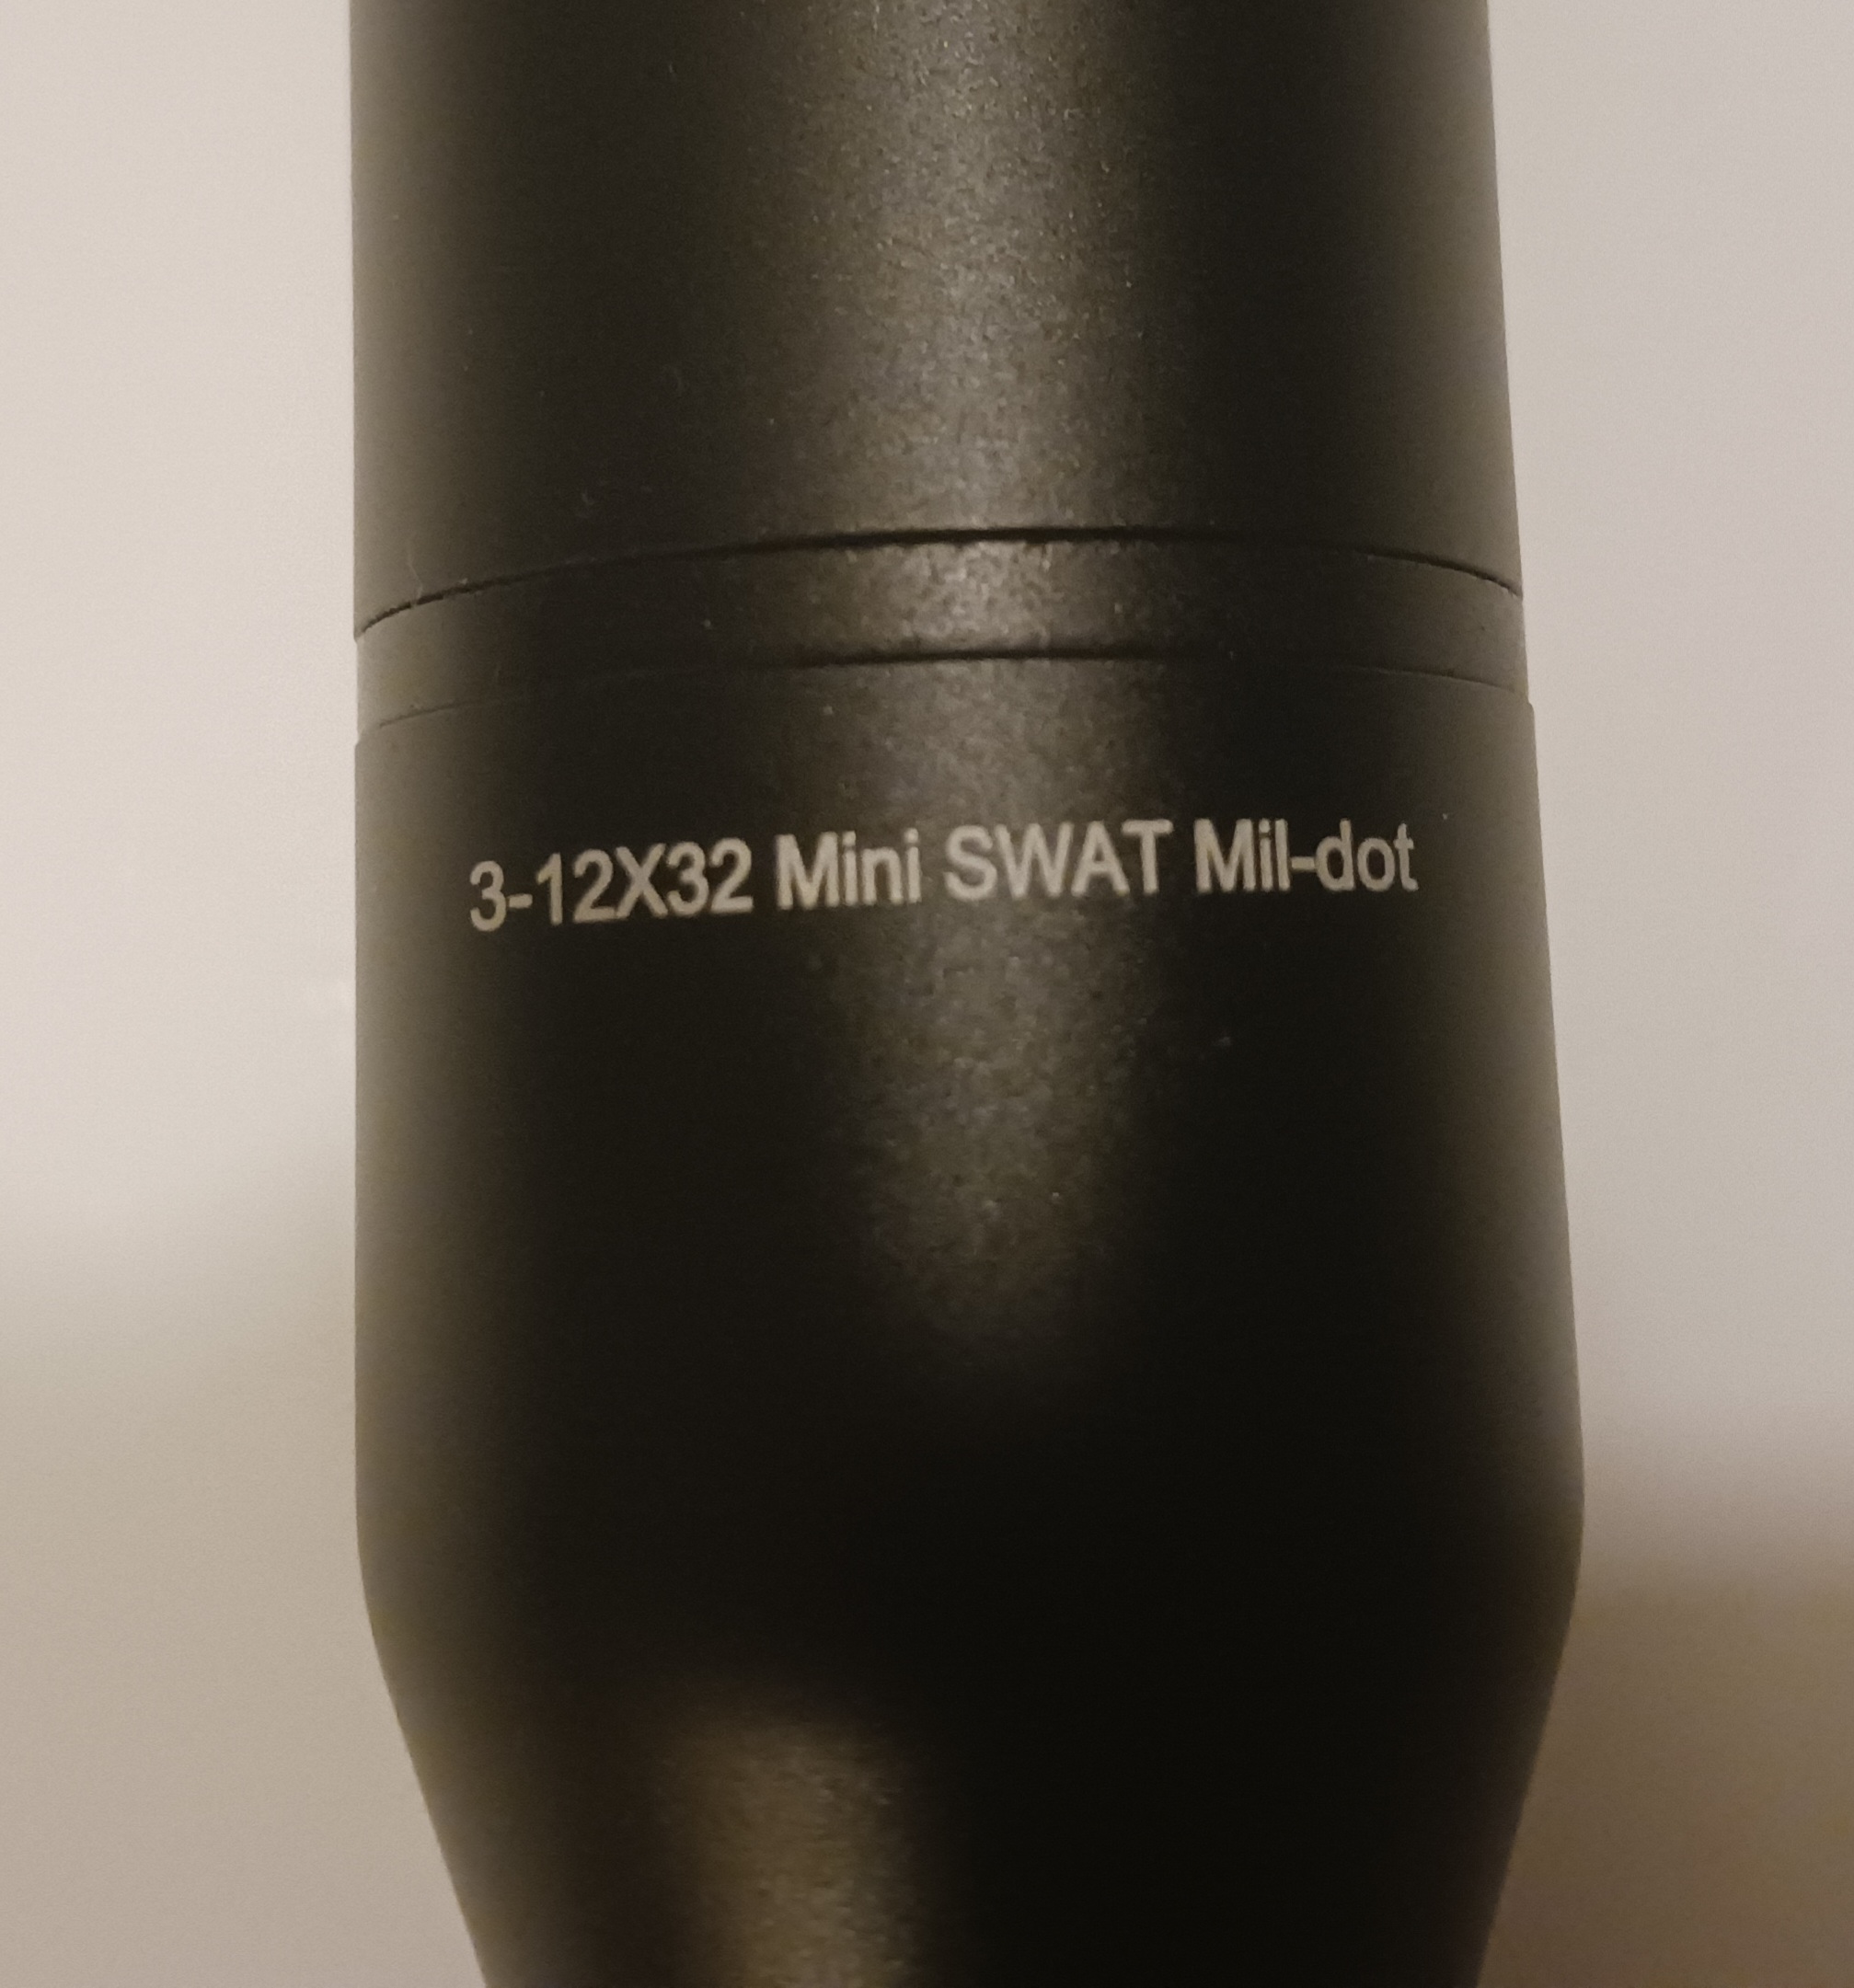 3-12X32 Mini SWAT Mil-dot